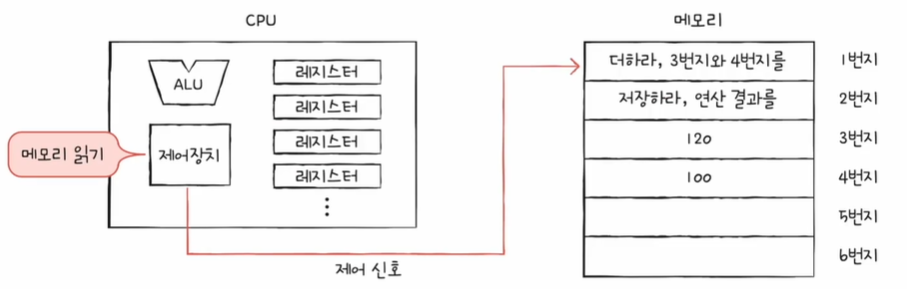 CPU
ALU
제어장치
메모리 읽기
레지스터
레지스터
레지스터
레지스터
제어 신호
메모리
더하라, 3번지와 4번지를 1번지
저장하라, 연산 결과를 2번지
120 3번지
100 4번지
5번지
6번지